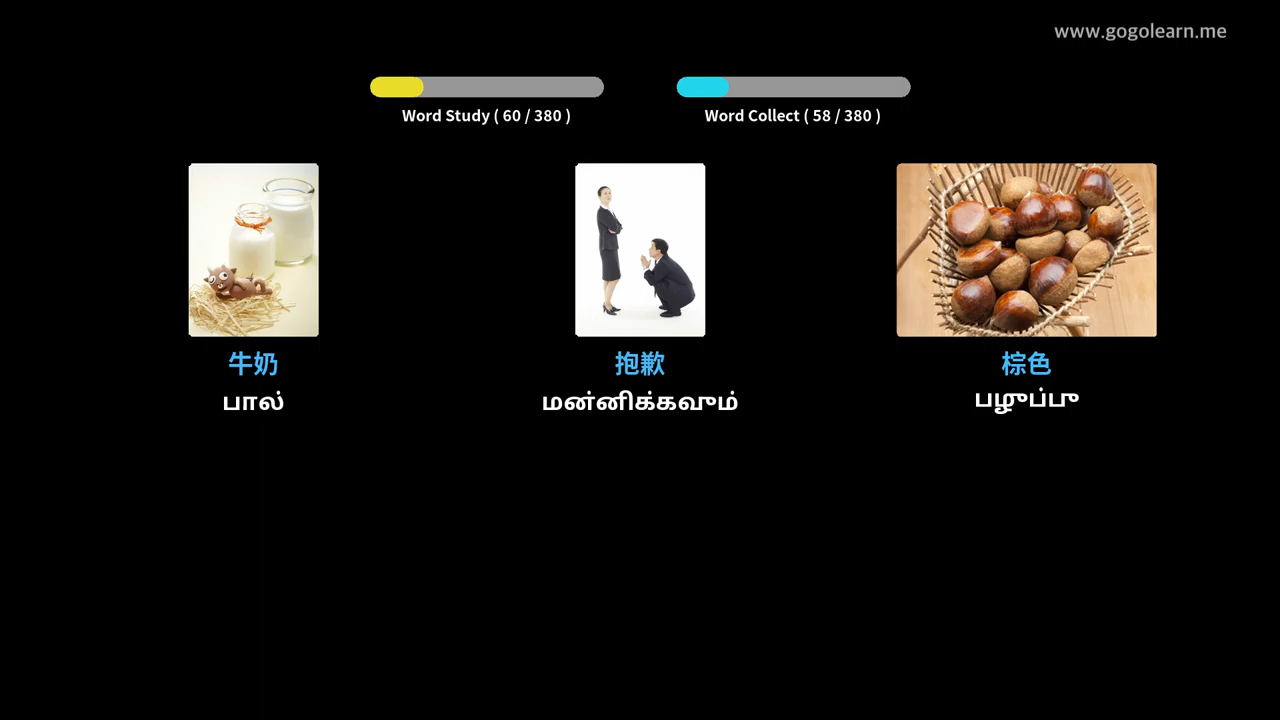 www.gogolearn.me
Word Study ( 60 / 380 )
Word Collect ( 58 / 380 )
牛奶
抱歉
棕色
பால்
மன்னிக்கவும்
பழுப்பு